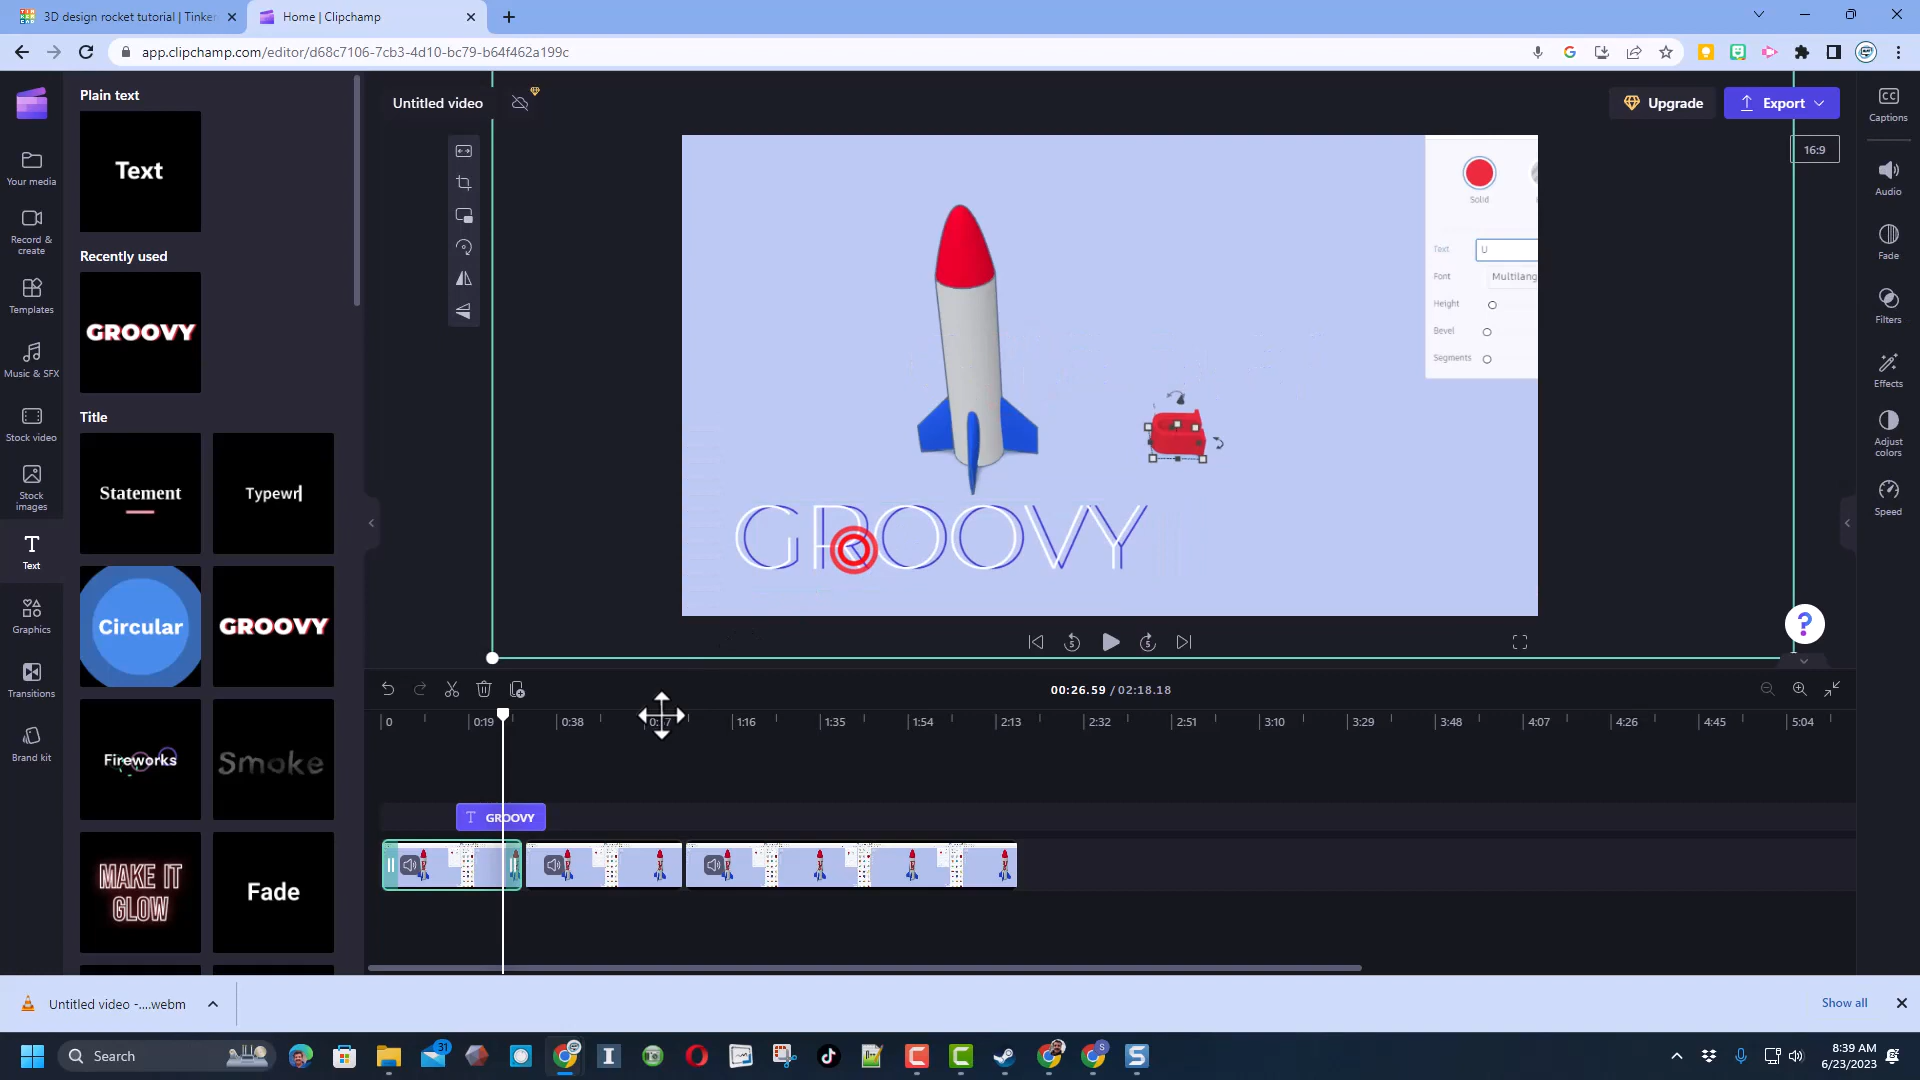 3D design rocket tutorial | Tinker
Home | Clipchamp
app.clipchamp.com/editor/d68c7106-7cb3-4d10-bc79-b64f462a199c
Your media
Record & create
Templates
Music & SFX
Stock video
Stock images
Text
Graphics
Transitions
Brand kit
Plain text
Text
Recently used
GROOVY
Title
Statement
Typewr
Circular
GROOVY
Fireworks
Smoke
MAKE IT GLOW
Fade
Untitled video
Upgrade
Export
16:9
Solid
Text U
Font Multilang
Height
Bevel
Segments
GROOVY
5
5
?
Captions
Audio
Fade
Filters
Effects
Adjust colors
Speed
00:26.59 / 02:18.18
0 0:19 0:38 0:57 1:16 1:35 1:54 2:13 2:32 2:51 3:10 3:29 3:48 4:07 4:26 4:45 5:04
T GROOVY
Untitled video -....webm
Show all
Search
31
8:39 AM
6/23/2023